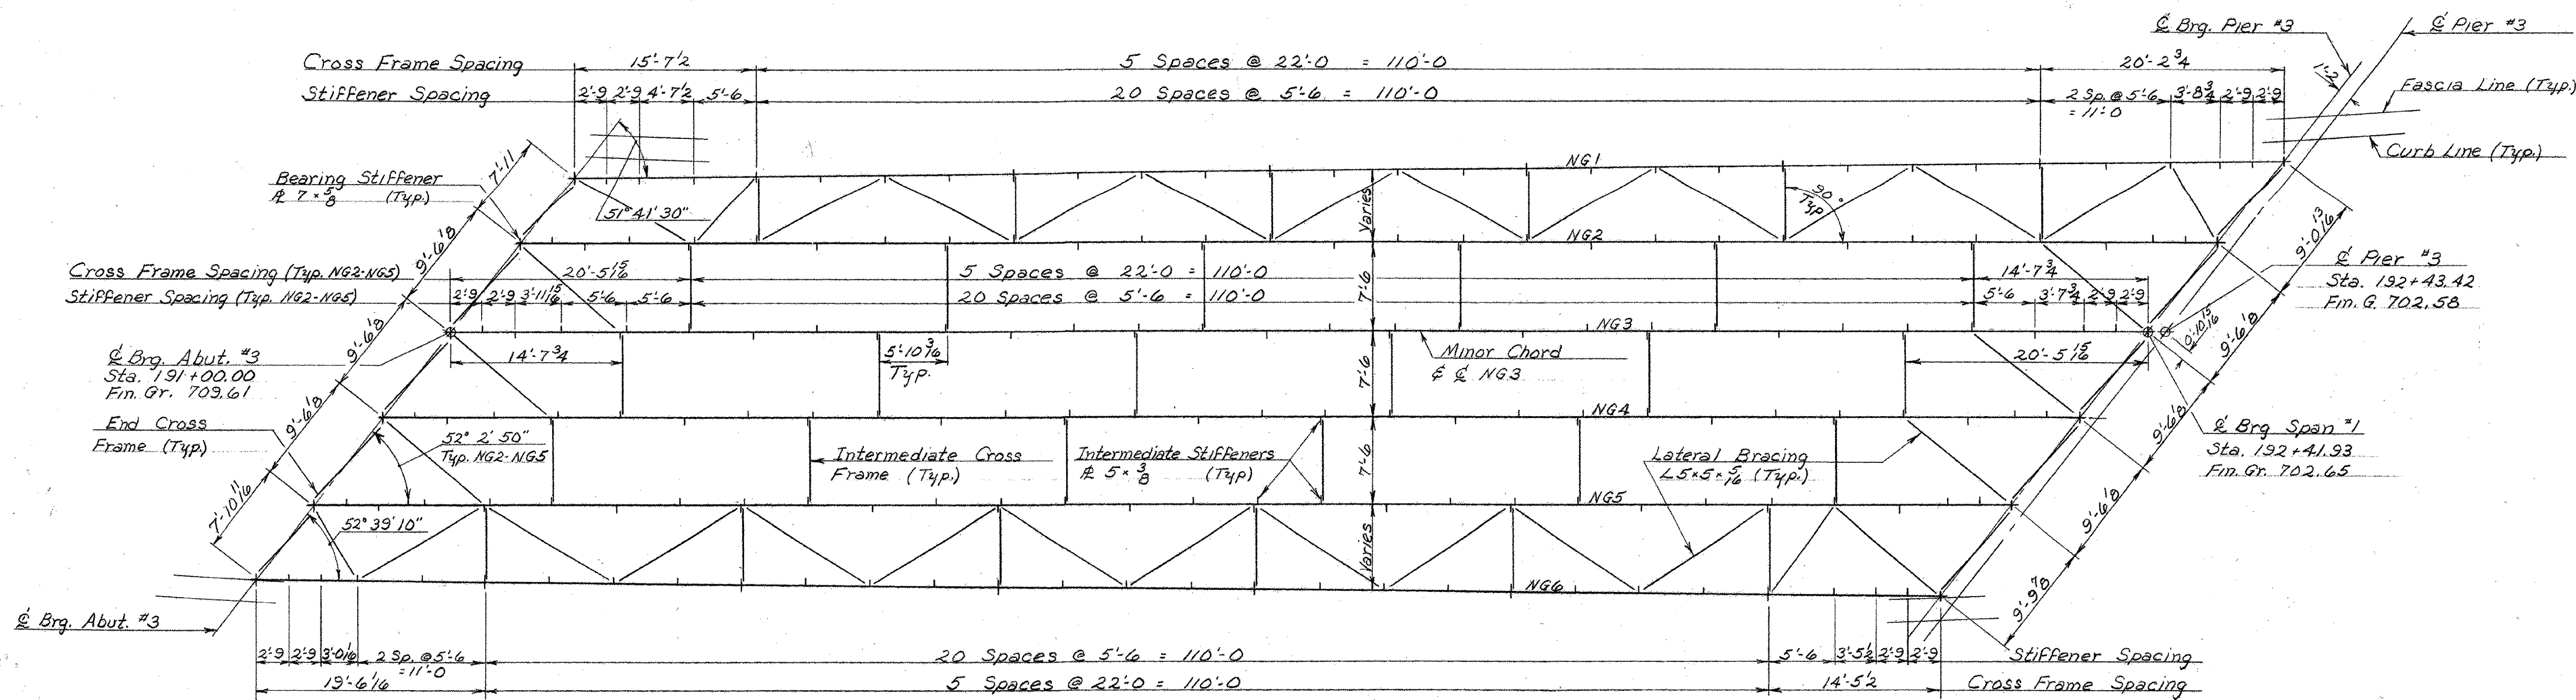 ℄ Brg. Pier #3
℄ Pier #3
Cross Frame Spacing 15'-7½ 5 Spaces @ 22'-0 = 110'-0 20'-2¾
1'-2
Stiffener Spacing 2'-9 2'-9 4'-7½ 5'-6 20 Spaces @ 5'-6 = 110'-0 2 Sp. @ 5'-6 = 11'-0 3'-8¾ 2'-9 2'-9
Fascia Line (Typ.)
Curb Line (Typ.)
7'-11
NG1
Bearing Stiffener
℄ 7 × ⅝ (Typ.)
51° 41' 30"
Varies
90° Typ.
9'-6⅛
NG2
9'-0 13/16
Cross Frame Spacing (Typ. NG2-NG5) 20'-5 15/16 5 Spaces @ 22'-0 = 110'-0 14'-7¾
Stiffener Spacing (Typ. NG2-NG5) 2'-9 2'-9 3'-11 15/16 5'-6 5'-6 20 Spaces @ 5'-6 = 110'-0 5'-6 3'-7¾ 2'-9 2'-9
7'-6
℄ Pier #3
Sta. 192+43.42
Fin. G. 702.58
NG3
0'-10 15/16
9'-6⅛
9'-6⅛
℄ Brg. Abut. #3
Sta. 191+00.00
Fin. Gr. 709.61
14'-7¾
5'-10 3/16
Typ.
7'-6
Minor Chord
℄ ℄ NG3
20'-5 15/16
9'-6⅛
NG4
9'-6⅛
End Cross
Frame (Typ.)
52° 2' 50"
Typ. NG2-NG5
Intermediate Cross
Frame (Typ.)
Intermediate Stiffeners
℄ 5 × ⅜ (Typ)
7'-6
Lateral Bracing
L5×5×5/16 (Typ.)
℄ Brg Span #1
Sta. 192+41.93
Fin. Gr. 702.65
7'-10 11/16
NG5
9'-6⅛
52° 39' 10"
Varies
NG6
9'-9⅞
℄ Brg. Abut. #3
2'-9 2'-9 3'-0 1/16 2 Sp. @ 5'-6 = 11'-0 20 Spaces @ 5'-6 = 110'-0 5'-6 3'-5½ 2'-9 2'-9 Stiffener Spacing
19'-6 1/16 5 Spaces @ 22'-0 = 110'-0 14'-5½ Cross Frame Spacing